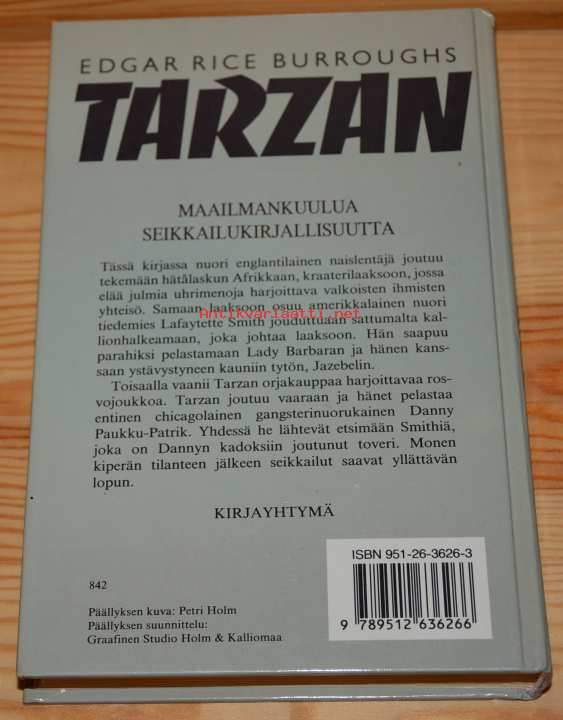 EDGAR RICE BURROUGHS
TARZAN
MAAILMANKUULUA
SEIKKAILUKIRJALLISUUTTA
Tässä kirjassa nuori englantilainen naislentäjä joutuu
tekemään hätälaskun Afrikkaan, kraaterilaaksoon, jossa
elää julmia uhrimenoja harjoittava valkoisten ihmisten
yhteisö. Samaan laaksoon osuu amerikkalainen nuori
Antikvariaatti.net
tiedemies Lafaytette Smith jouduttuaan sattumalta kal-
lionhalkeamaan, joka johtaa laaksoon. Hän saapuu
parahiksi pelastamaan Lady Barbaran ja hänen kans-
saan ystävystyneen kauniin tytön, Jazebelin.
Toisaalla vaanii Tarzan orjakauppaa harjoittavaa ros-
vojoukkoa. Tarzan joutuu vaaraan ja hänet pelastaa
entinen chicagolainen gangsterinuorukainen Danny
Paukku-Patrik. Yhdessä he lähtevät etsimään Smithiä,
joka on Dannyn kadoksiin joutunut toveri. Monen
kiperän tilanteen jälkeen seikkailut saavat yllättävän
lopun.
KIRJAYHTYMÄ
ISBN 951-26-3626-3
842
Päällyksen kuva: Petri Holm
Päällyksen suunnittelu:
Graafinen Studio Holm & Kalliomaa
9 789512 636266